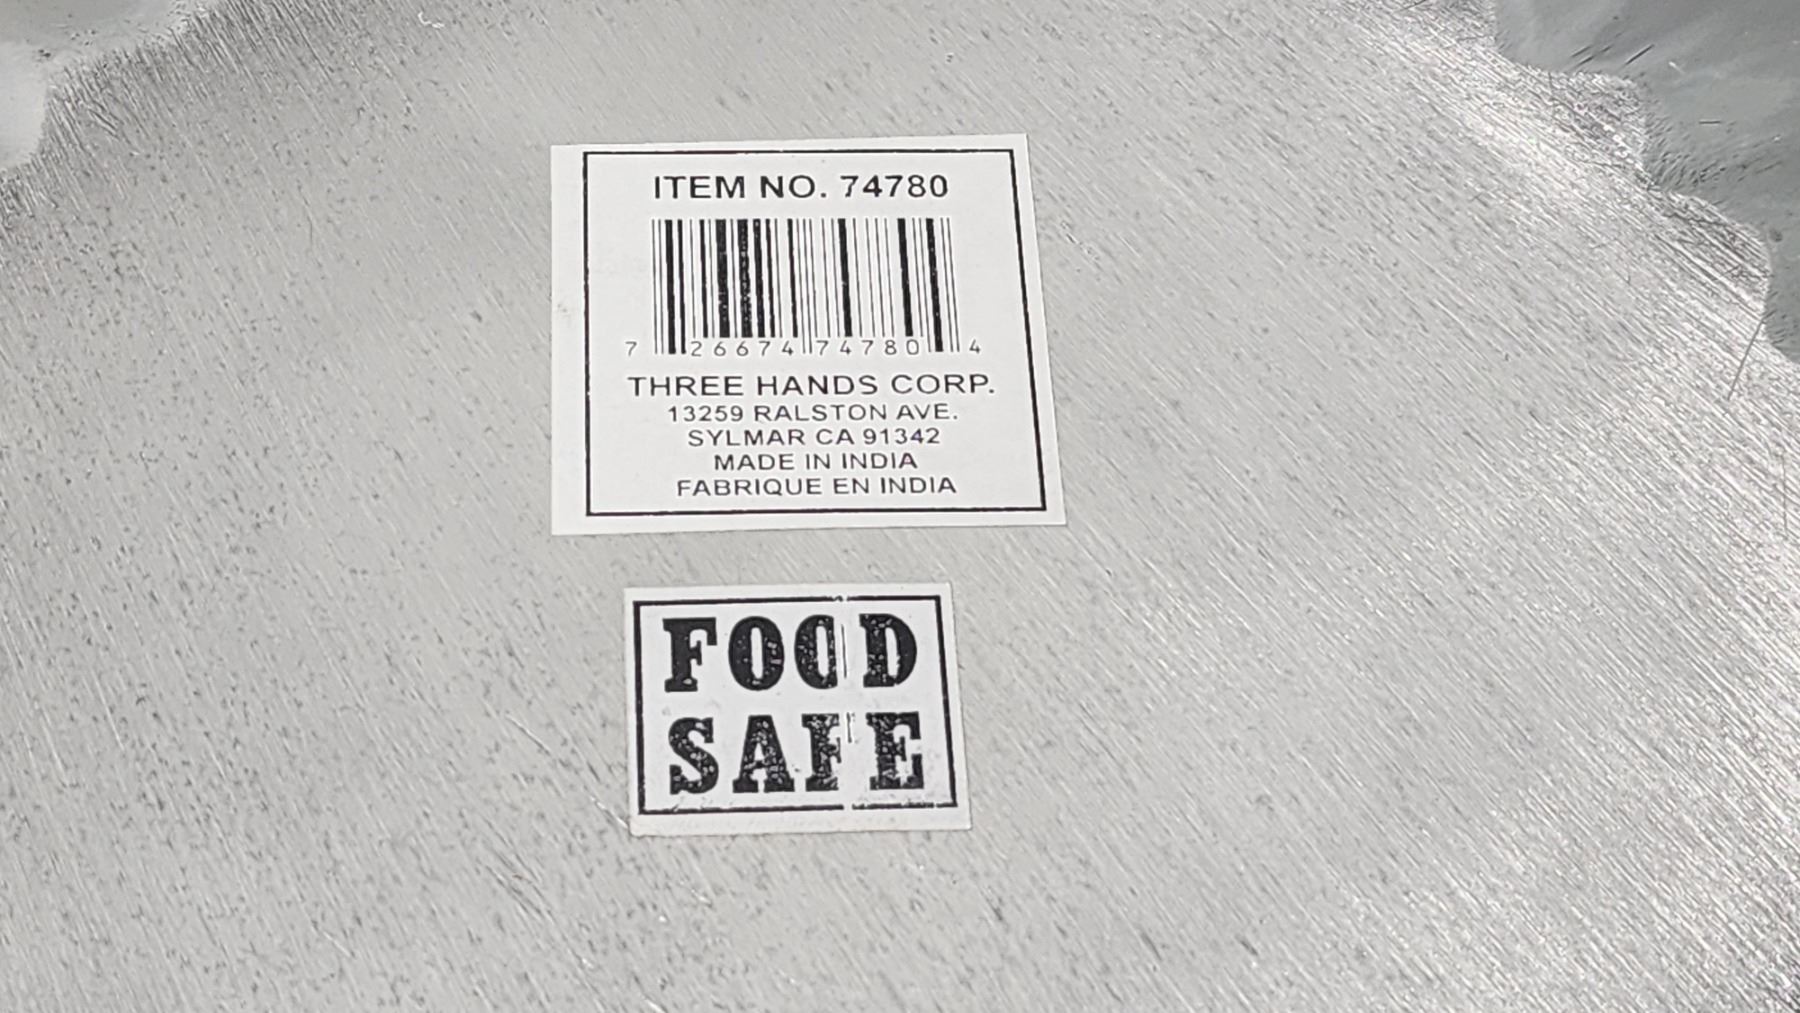 ITEM NO. 74780
7 26674 74780 4
THREE HANDS CORP.
13259 RALSTON AVE.
SYLMAR CA 91342
MADE IN INDIA
FABRIQUE EN INDIA
FOOD
SAFE